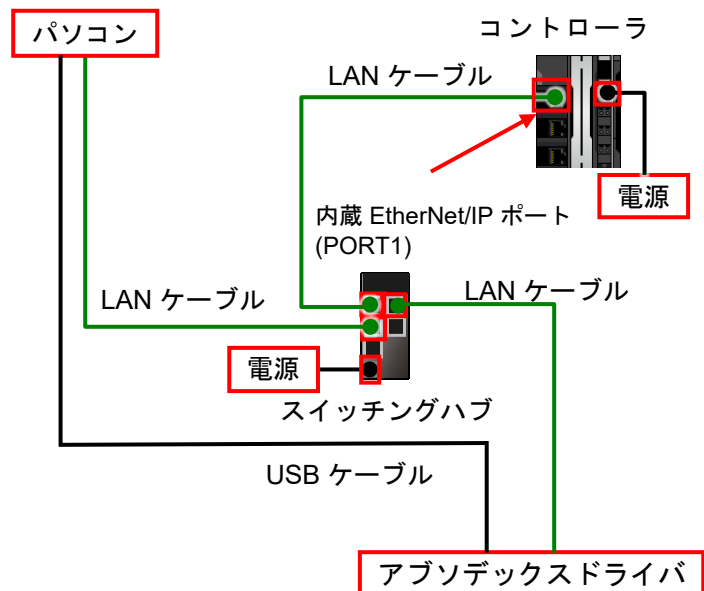 パソコン
コントローラ
LAN ケーブル
電源
内蔵 EtherNet/IP ポート
(PORT1)
LAN ケーブル
LAN ケーブル
電源
スイッチングハブ
USB ケーブル
アブソデックスドライバ